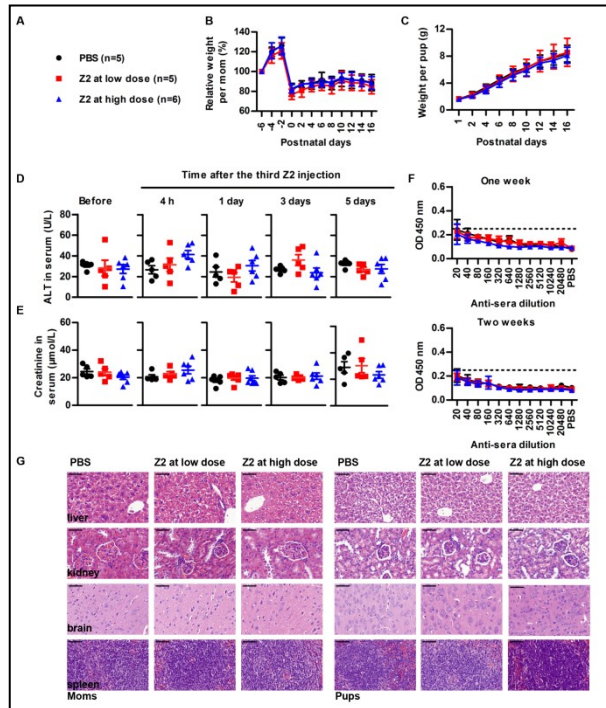 A
PBS (n=5)
Z2 at low dose (n=5)
Z2 at high dose (n=6)
B
Relative weight
per mom (%)
160
140
120
100
80
60
-6 -4 -2 0 2 4 6 8 10 12 14 16
Postnatal days
C
Weight per pup (g)
12
8
4
0
1 2 4 6 8 10 12 14 16
Postnatal days
Time after the third Z2 injection
D
Before 4 h 1 day 3 days 5 days
ALT in serum (U/L)
80
60
40
20
0
E
Creatinine in
serum (μmol/L)
60
40
20
0
F
One week
OD 450 nm
0.6
0.4
0.2
0.0
20 40 80 160 320 640 1280 2560 5120 10240 20480 PBS
Anti-sera dilution
Two weeks
OD 450 nm
0.6
0.4
0.2
0.0
20 40 80 160 320 640 1280 2560 5120 10240 20480 PBS
Anti-sera dilution
G
PBS Z2 at low dose Z2 at high dose PBS Z2 at low dose Z2 at high dose
liver
kidney
brain
spleen
Moms Pups